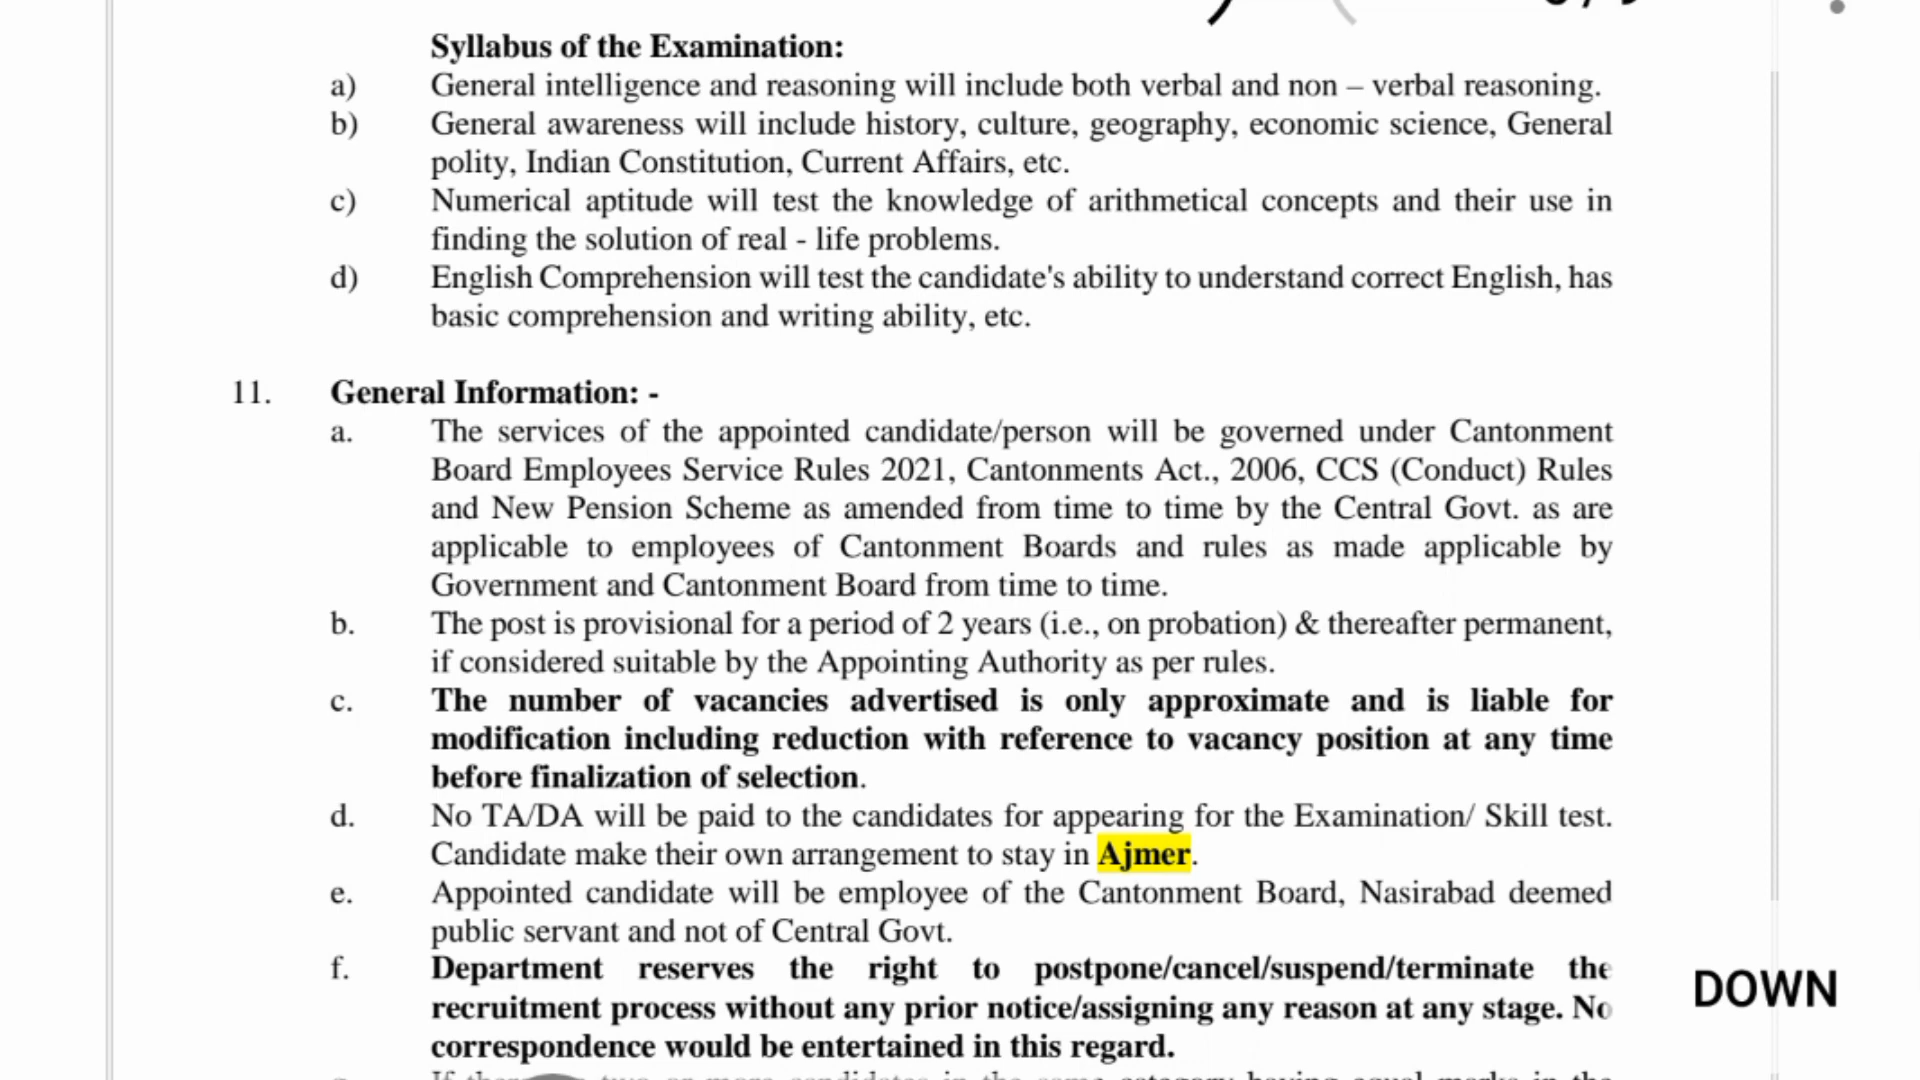 Syllabus of the Examination:
a) General intelligence and reasoning will include both verbal and non – verbal reasoning.
b) General awareness will include history, culture, geography, economic science, General
polity, Indian Constitution, Current Affairs, etc.
c) Numerical aptitude will test the knowledge of arithmetical concepts and their use in
finding the solution of real - life problems.
d) English Comprehension will test the candidate's ability to understand correct English, has
basic comprehension and writing ability, etc.
11. General Information: -
a. The services of the appointed candidate/person will be governed under Cantonment
Board Employees Service Rules 2021, Cantonments Act., 2006, CCS (Conduct) Rules
and New Pension Scheme as amended from time to time by the Central Govt. as are
applicable to employees of Cantonment Boards and rules as made applicable by
Government and Cantonment Board from time to time.
b. The post is provisional for a period of 2 years (i.e., on probation) & thereafter permanent,
if considered suitable by the Appointing Authority as per rules.
c. The number of vacancies advertised is only approximate and is liable for
modification including reduction with reference to vacancy position at any time
before finalization of selection.
d. No TA/DA will be paid to the candidates for appearing for the Examination/ Skill test.
Candidate make their own arrangement to stay in Ajmer.
e. Appointed candidate will be employee of the Cantonment Board, Nasirabad deemed
public servant and not of Central Govt.
f. Department reserves the right to postpone/cancel/suspend/terminate the
recruitment process without any prior notice/assigning any reason at any stage. No
correspondence would be entertained in this regard.
DOWN